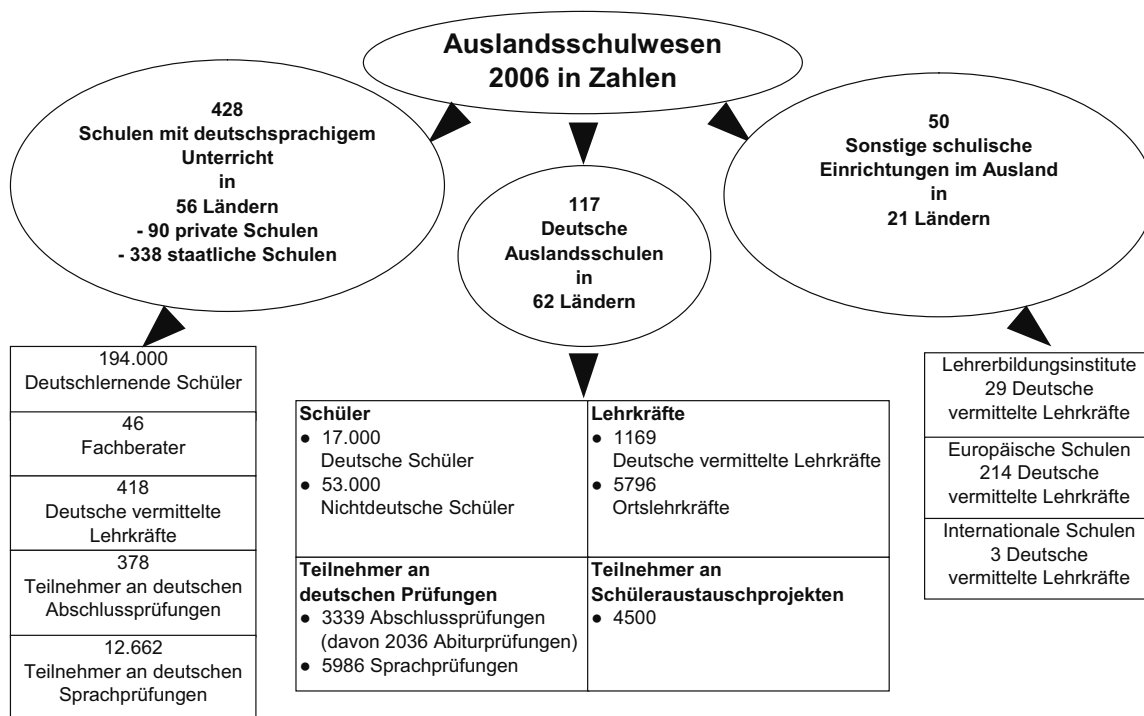 Auslandsschulwesen
2006 in Zahlen
428
Schulen mit deutschsprachigem
Unterricht
in
56 Ländern
- 90 private Schulen
- 338 staatliche Schulen
117
Deutsche
Auslandsschulen
in
62 Ländern
50
Sonstige schulische
Einrichtungen im Ausland
in
21 Ländern
194.000
Deutschlernende Schüler
46
Fachberater
418
Deutsche vermittelte
Lehrkräfte
378
Teilnehmer an deutschen
Abschlussprüfungen
12.662
Teilnehmer an deutschen
Sprachprüfungen
Schüler
● 17.000
Deutsche Schüler
● 53.000
Nichtdeutsche Schüler
Lehrkräfte
● 1169
Deutsche vermittelte Lehrkräfte
● 5796
Ortslehrkräfte
Teilnehmer an
deutschen Prüfungen
● 3339 Abschlussprüfungen
(davon 2036 Abiturprüfungen)
● 5986 Sprachprüfungen
Teilnehmer an
Schüleraustauschprojekten
● 4500
Lehrerbildungsinstitute
29 Deutsche
vermittelte Lehrkräfte
Europäische Schulen
214 Deutsche
vermittelte Lehrkräfte
Internationale Schulen
3 Deutsche
vermittelte Lehrkräfte